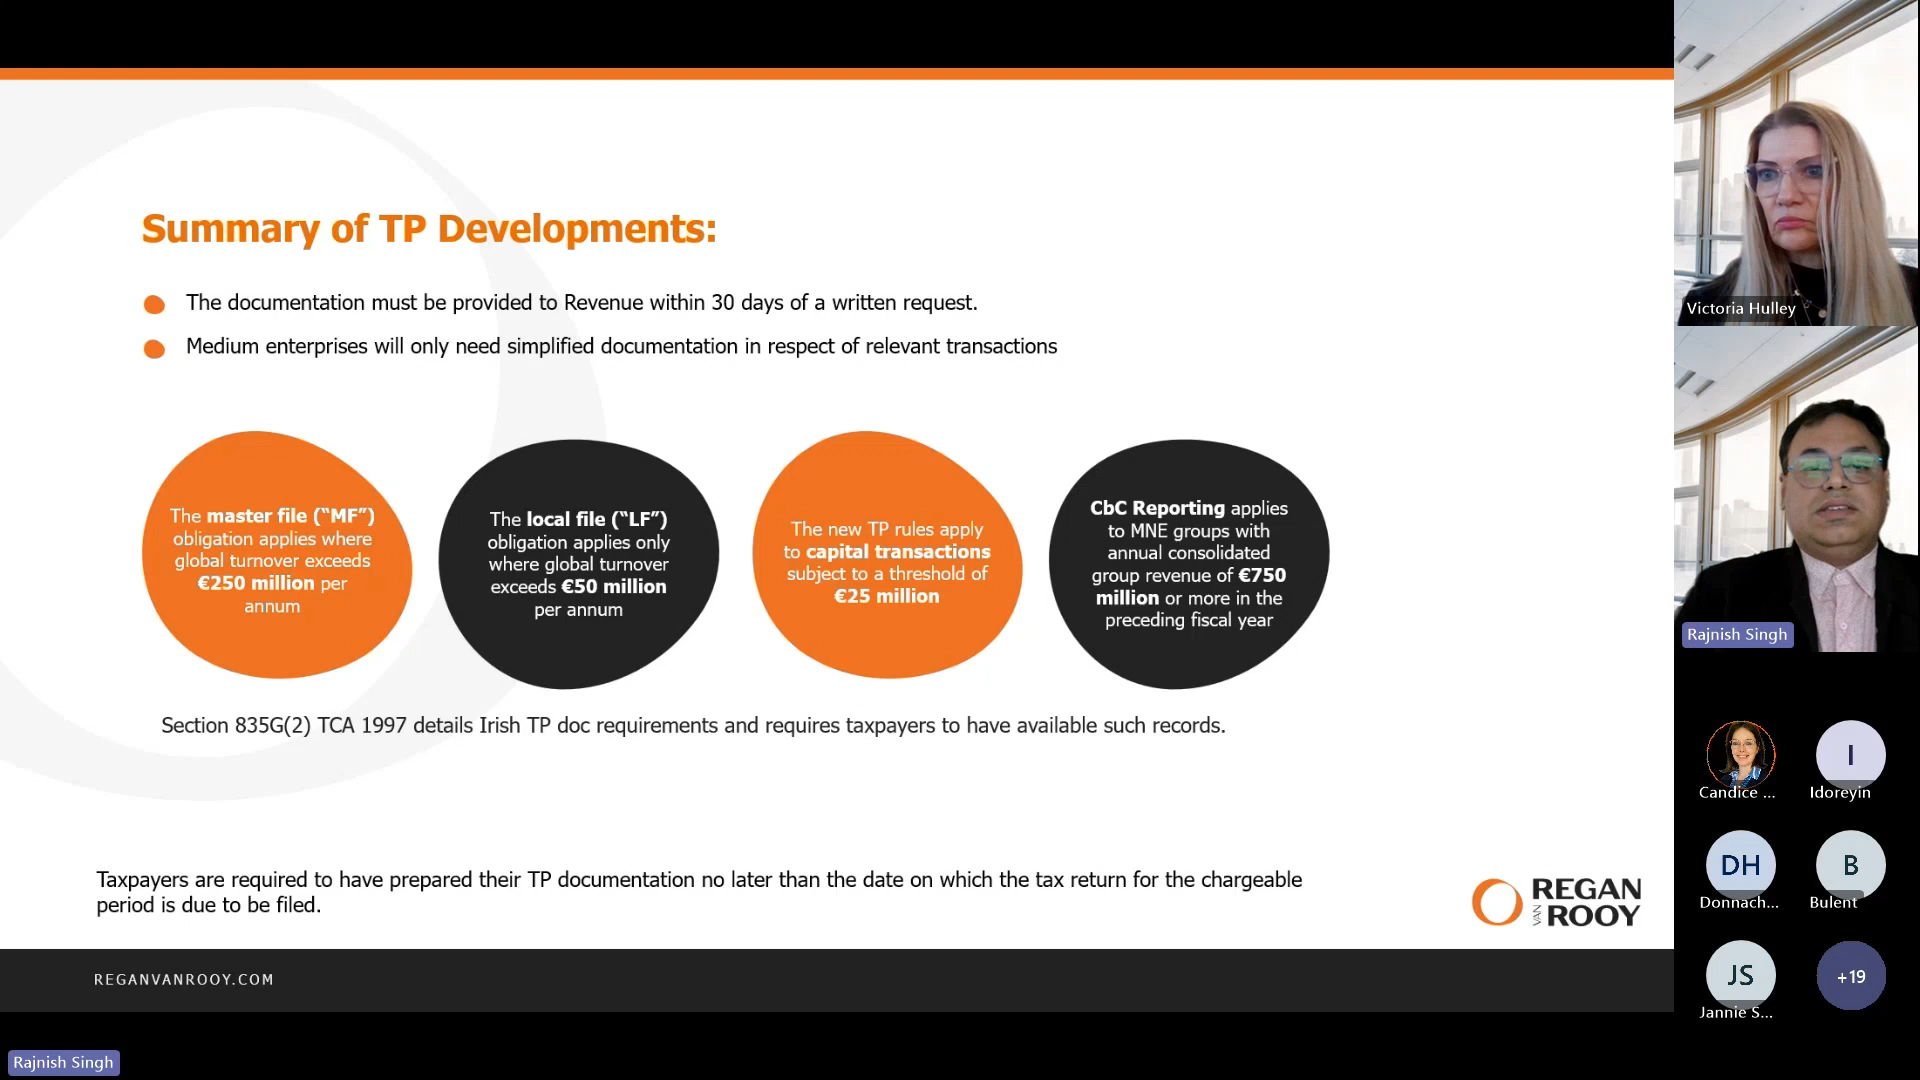 Summary of TP Developments:
The documentation must be provided to Revenue within 30 days of a written request.
Medium enterprises will only need simplified documentation in respect of relevant transactions
The master file (“MF”)
obligation applies where
global turnover exceeds
€250 million per
annum
The local file (“LF”)
obligation applies only
where global turnover
exceeds €50 million
per annum
The new TP rules apply
to capital transactions
subject to a threshold of
€25 million
CbC Reporting applies
to MNE groups with
annual consolidated
group revenue of €750
million or more in the
preceding fiscal year
Section 835G(2) TCA 1997 details Irish TP doc requirements and requires taxpayers to have available such records.
Taxpayers are required to have prepared their TP documentation no later than the date on which the tax return for the chargeable
period is due to be filed.
REGAN
VAN ROOY
REGANVANROOY.COM
Rajnish Singh
Victoria Hulley
Rajnish Singh
Candice ...
I
Idoreyin
DH
Donnach...
B
Bulent
JS
Jannie S...
+19